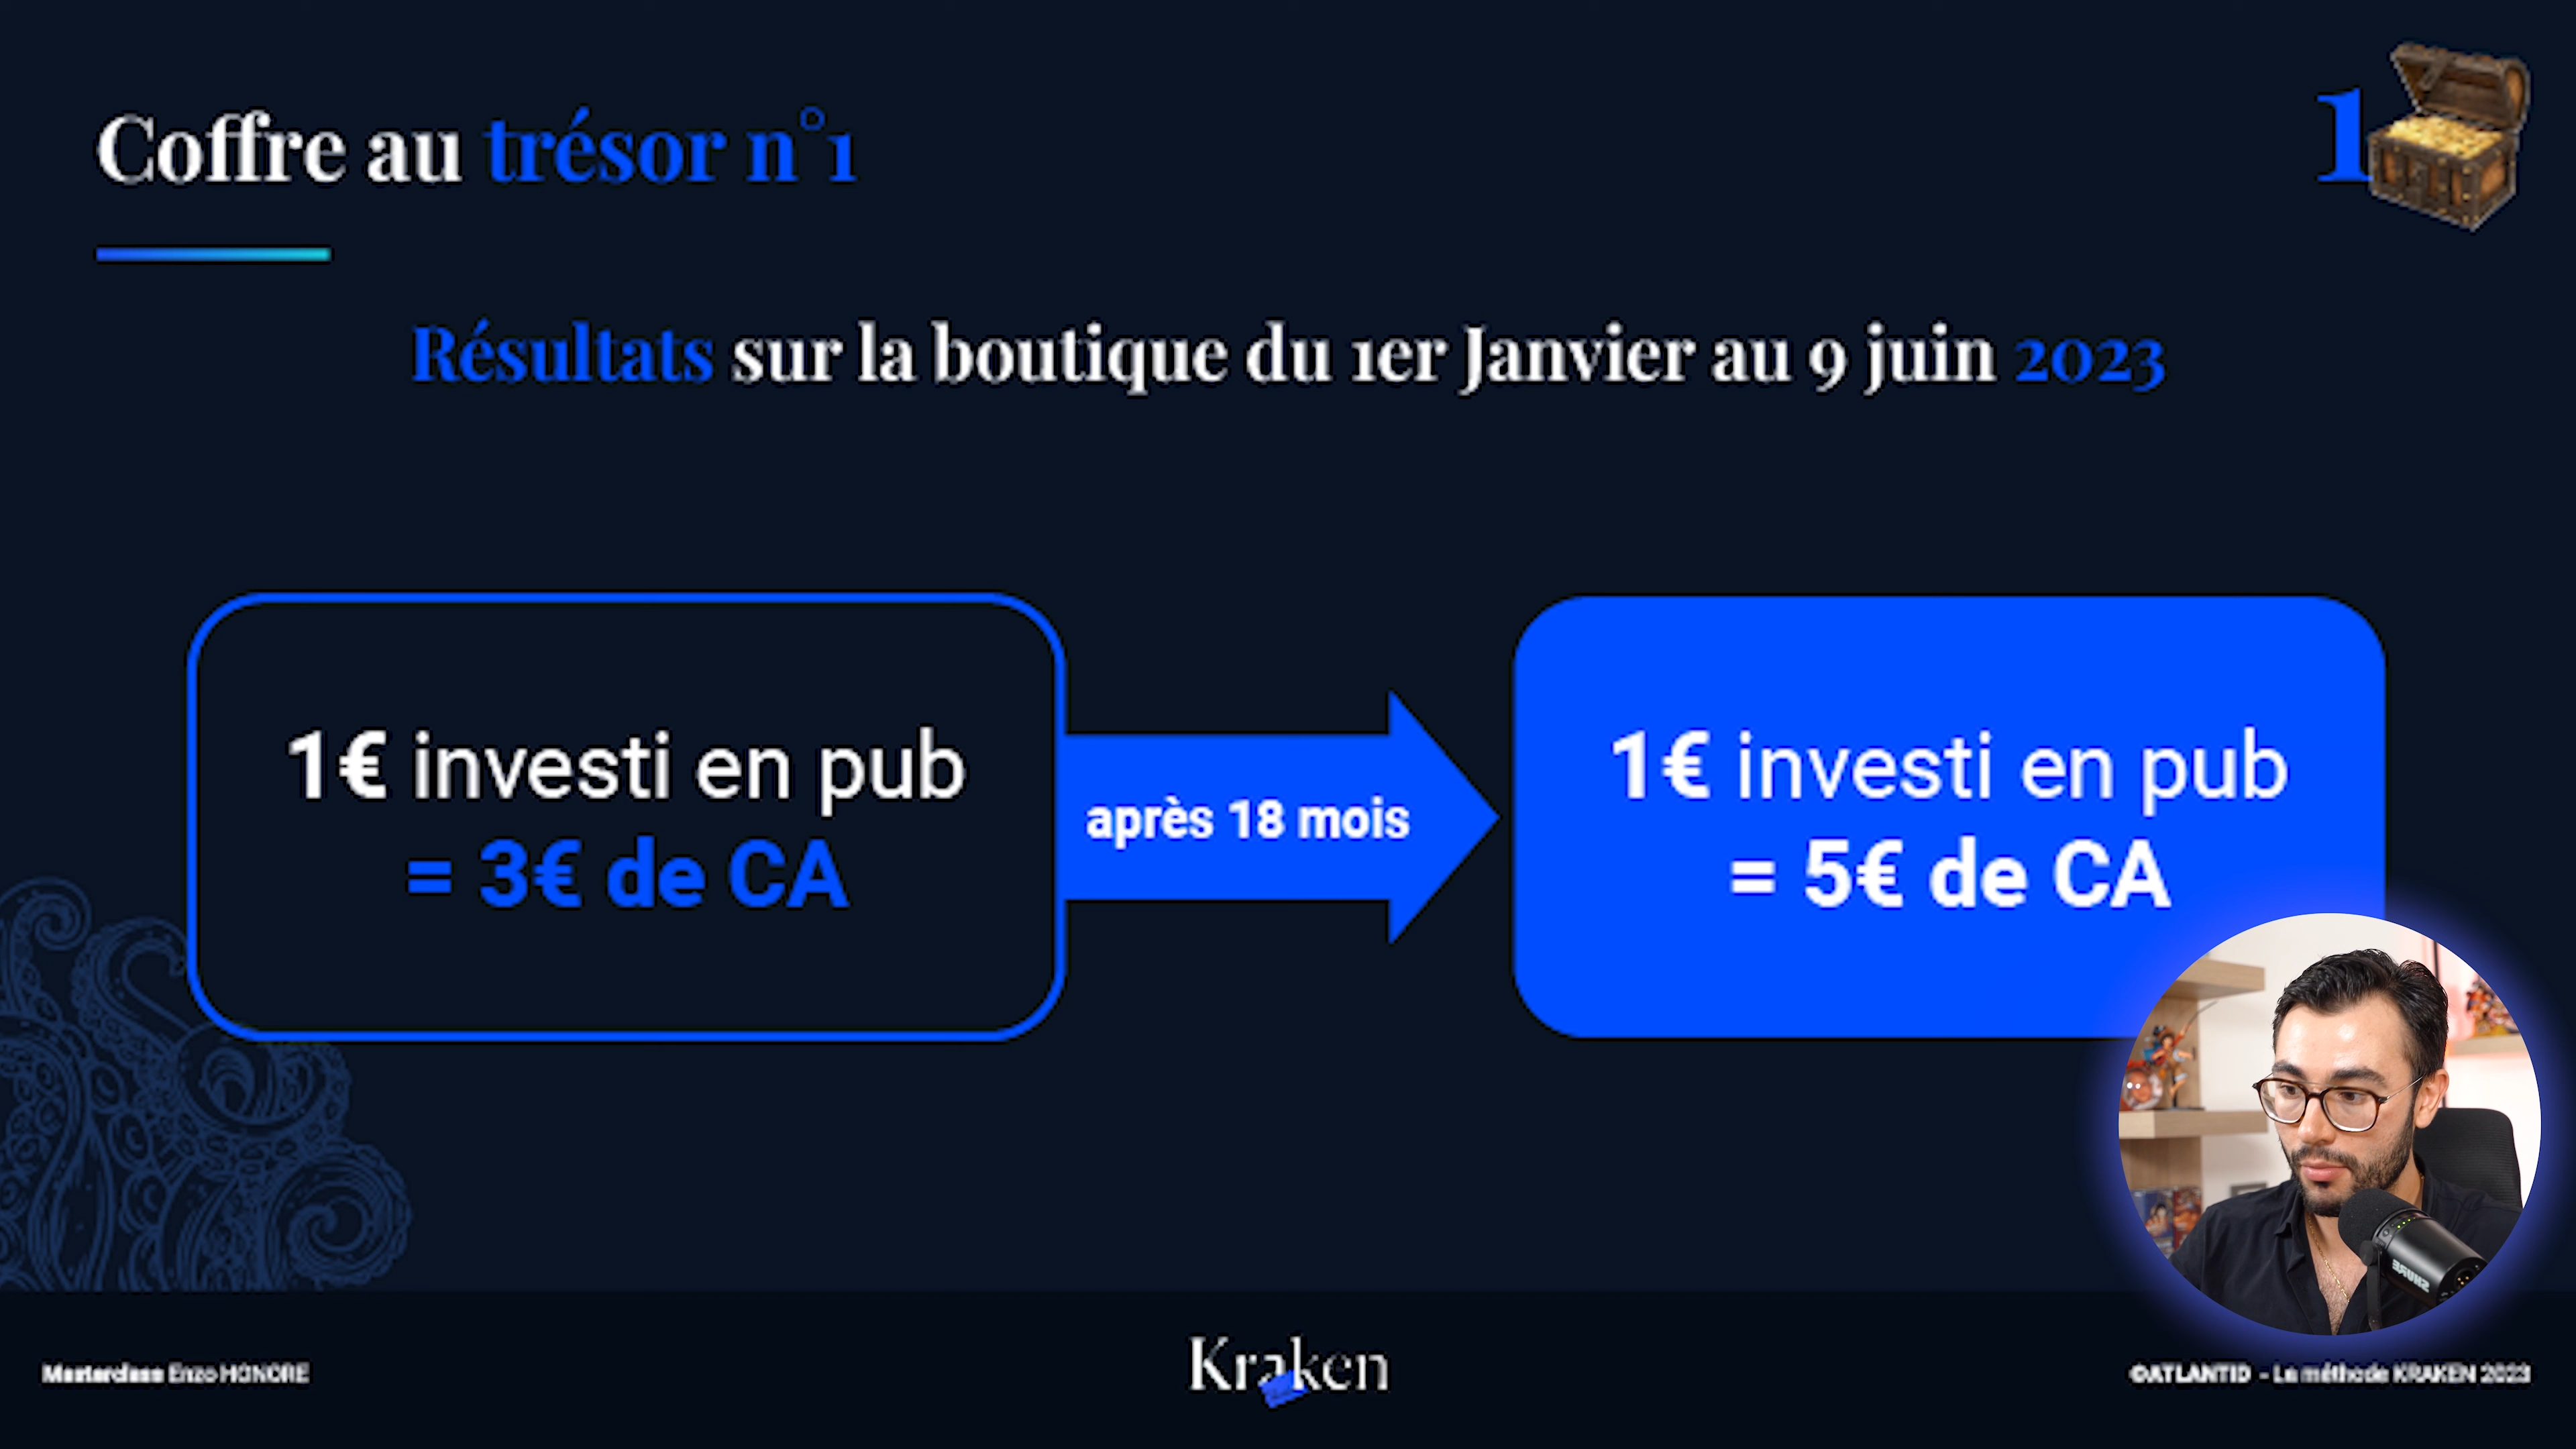 Coffre au trésor n°1
1
Résultats sur la boutique du 1er Janvier au 9 juin 2023
1€ investi en pub
= 3€ de CA
après 18 mois
1€ investi en pub
= 5€ de CA
SHURE
Masterclass Enzo HONORE
Kraken
©ATLANTID - La méthode KRAKEN 2023